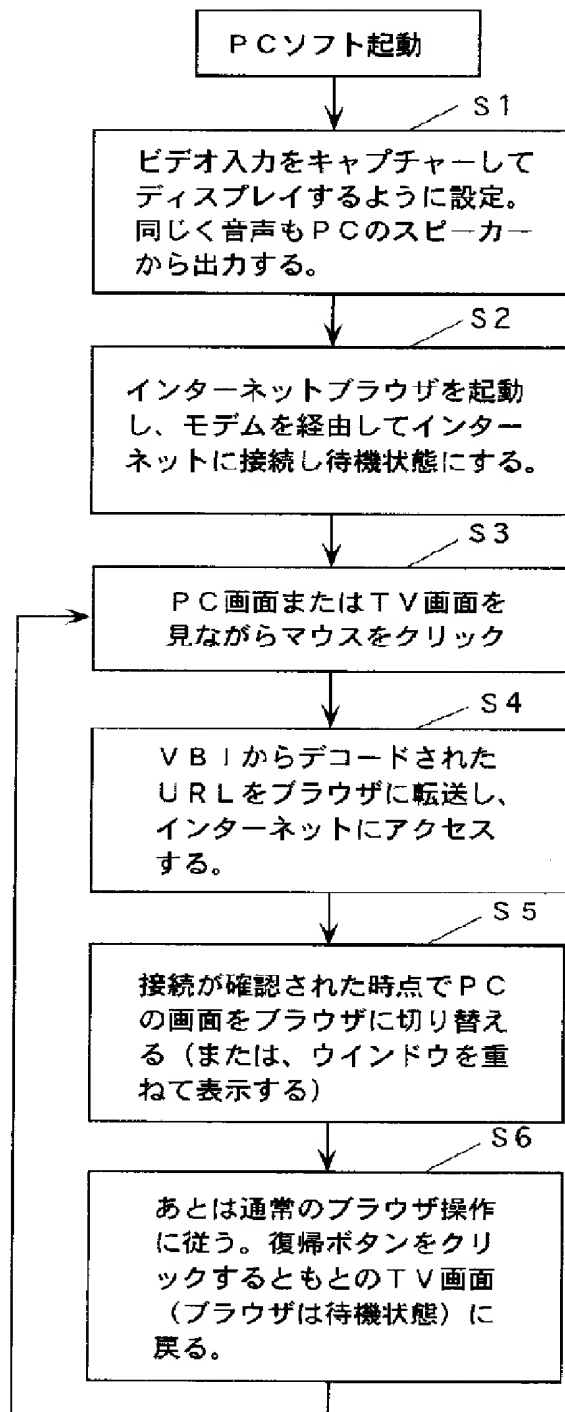 PCソフト起動
S1
ビデオ入力をキャプチャーして
ディスプレイするように設定。
同じく音声もPCのスピーカー
から出力する。
S2
インターネットブラウザを起動
し、モデムを経由してインター
ネットに接続し待機状態にする。
S3
PC画面またはTV画面を
見ながらマウスをクリック
S4
VBIからデコードされた
URLをブラウザに転送し、
インターネットにアクセス
する。
S5
接続が確認された時点でPC
の画面をブラウザに切り替え
る(または、ウインドウを重
ねて表示する)
S6
あとは通常のブラウザ操作
に従う。復帰ボタンをクリ
ックするともとのTV画面
(ブラウザは待機状態)に
戻る。